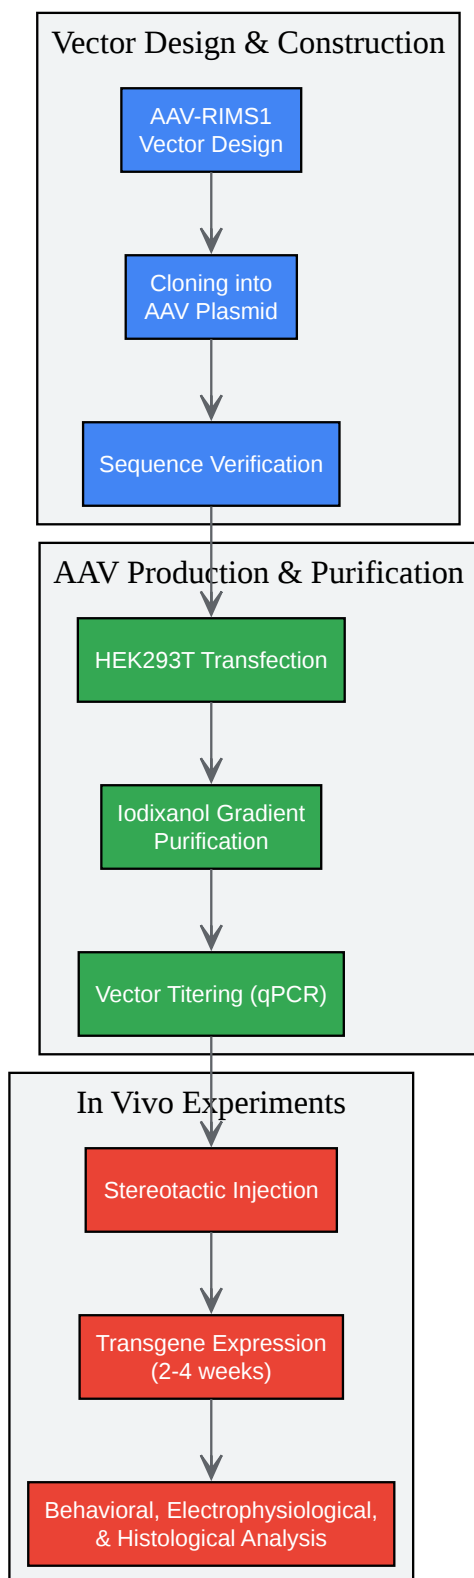 Vector Design & Construction
AAV-RIMS1
Vector Design
Cloning into
AAV Plasmid
Sequence Verification
AAV Production & Purification
HEK293T Transfection
Iodixanol Gradient
Purification
Vector Titering (qPCR)
In Vivo Experiments
Stereotactic Injection
Transgene Expression
(2-4 weeks)
Behavioral, Electrophysiological,
& Histological Analysis